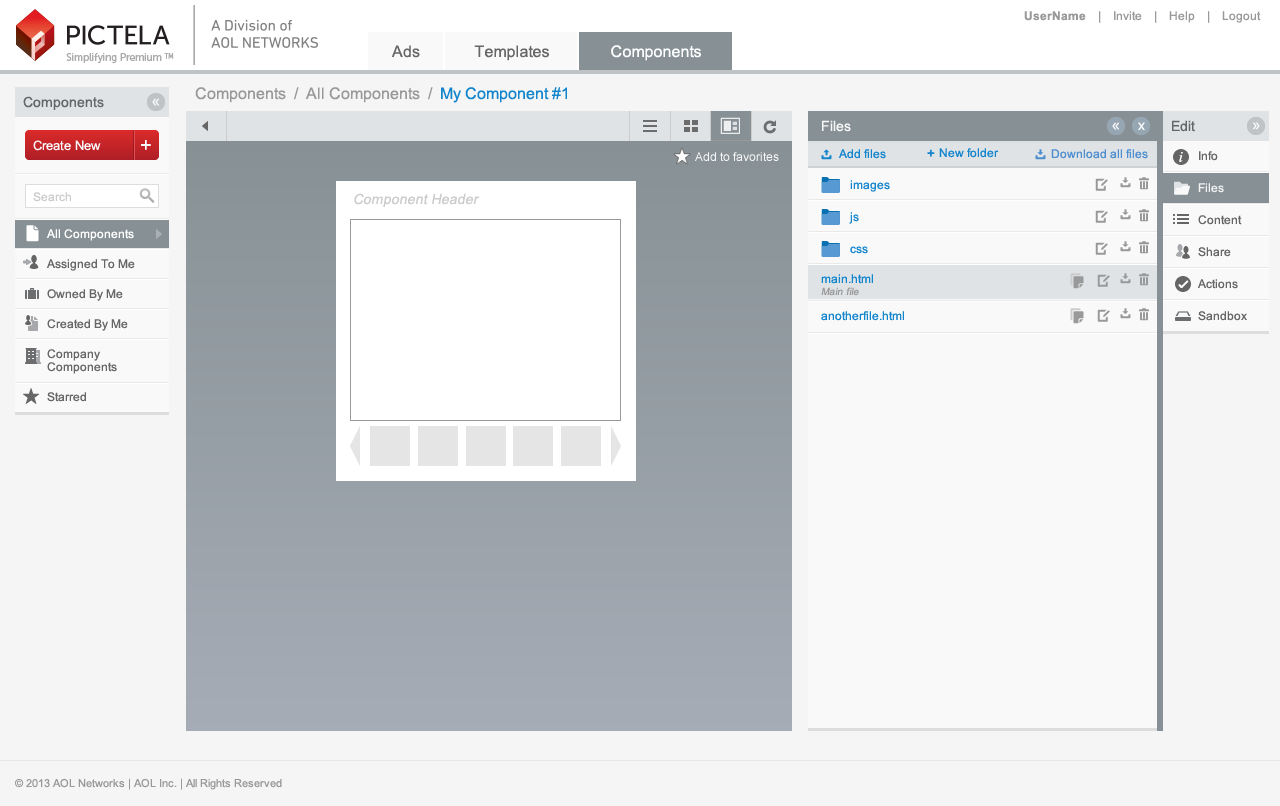 PICTELA
Simplifying Premium™
A Division of
AOL NETWORKS
UserName | Invite | Help | Logout
Ads
Templates
Components
Components / All Components / My Component #1
Components «
Create New +
Search
All Components
Assigned To Me
Owned By Me
Created By Me
Company
Components
Starred
Add to favorites
Component Header
Files « x
Add files + New folder Download all files
images
js
css
main.html
Main file
anotherfile.html
Edit »
Info
Files
Content
Share
Actions
Sandbox
© 2013 AOL Networks | AOL Inc. | All Rights Reserved